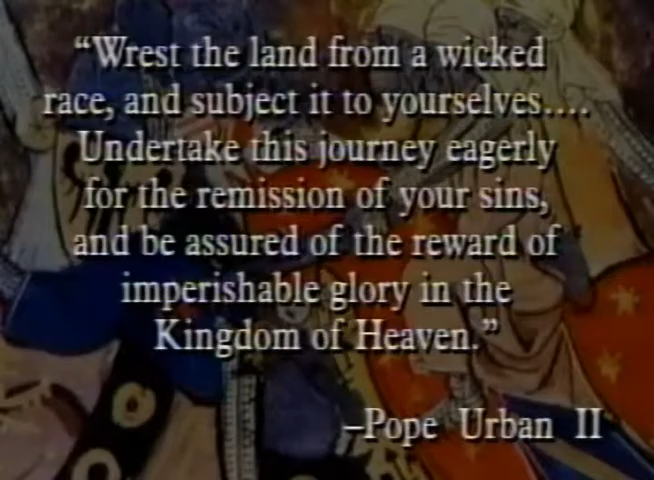 “Wrest the land from a wicked
race, and subject it to yourselves....
Undertake this journey eagerly
for the remission of your sins,
and be assured of the reward of
imperishable glory in the
Kingdom of Heaven.”
–Pope Urban II